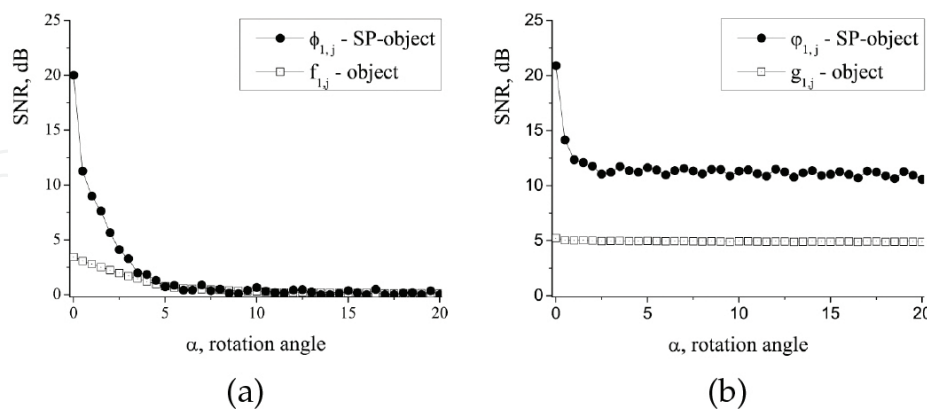 25
20
15
10
5
0
SNR, dB
ϕ1, j - SP-object
f1,j - object
0 5 10 15 20
α, rotation angle
(a)
25
20
15
10
5
0
SNR, dB
φ1, j - SP-object
g1,j - object
0 5 10 15 20
α, rotation angle
(b)